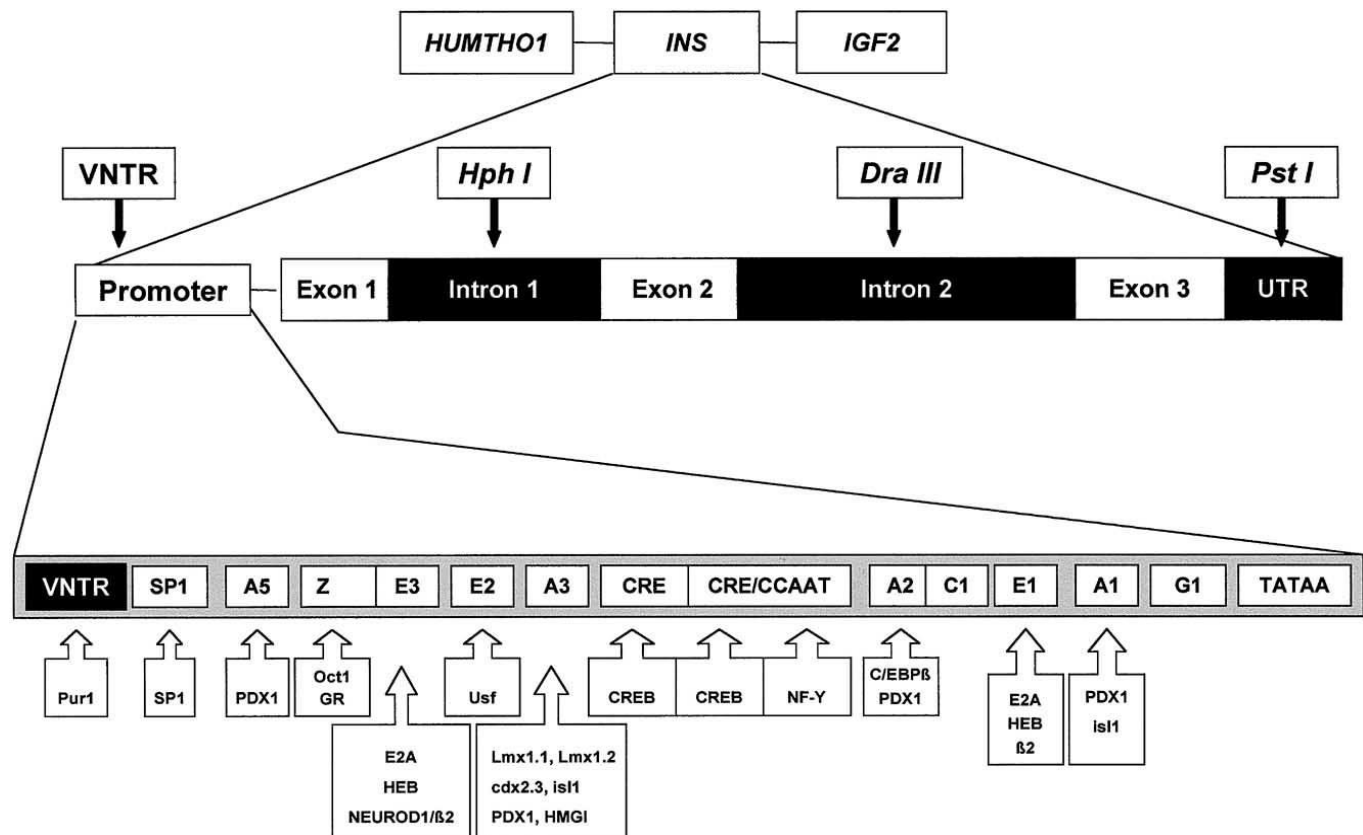 HUMTHO1 INS IGF2
VNTR Hph I Dra III Pst I
Promoter Exon 1 Intron 1 Exon 2 Intron 2 Exon 3 UTR
VNTR SP1 A5 Z E3 E2 A3 CRE CRE/CCAAT A2 C1 E1 A1 G1 TATAA
Pur1
SP1
PDX1
Oct1
GR
E2A
HEB
NEUROD1/ß2
Usf
Lmx1.1, Lmx1.2
cdx2.3, isl1
PDX1, HMGI
CREB
CREB
NF-Y
C/EBPß
PDX1
E2A
HEB
ß2
PDX1
isl1